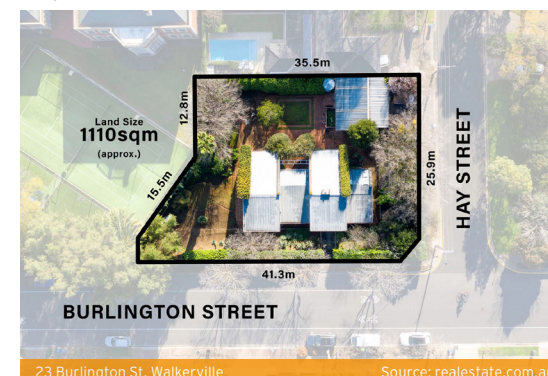 35.5m
12.8m
Land Size
1110sqm
(approx.)
15.5m
25.9m
HAY STREET
41.3m
BURLINGTON STREET
23 Burlington St, Walkerville
Source: realestate.com.au